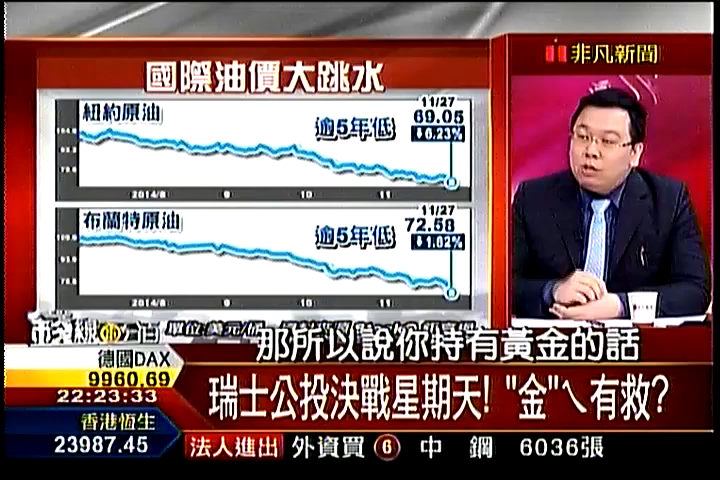 非凡新聞
國際油價大跳水
紐約原油
逾5年低
11/27
69.05
⬇0.23%
2014/8 9 10 11
布蘭特原油
逾5年低
11/27
72.58
⬇1.02%
2014/8 9 10 11
那所以說你持有黃金的話
德國DAX
9960.69
22:23:33
瑞士公投決戰星期天! "金"ㄟ有救?
香港恆生
23987.45
法人進出 外資買 6 中 鋼 6036張